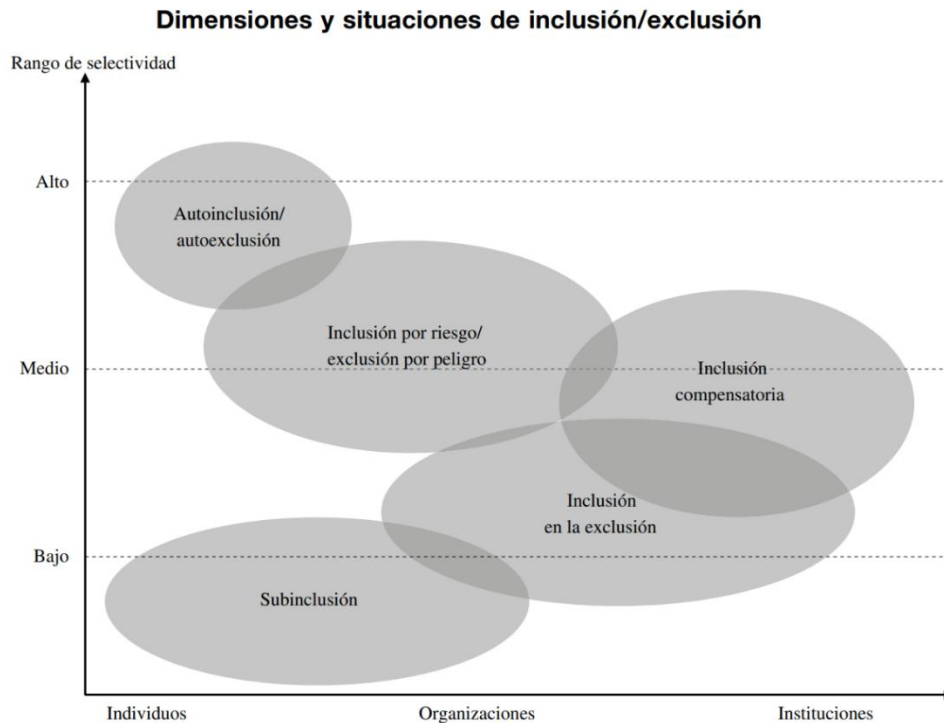 Dimensiones y situaciones de inclusión/exclusión
Rango de selectividad
Alto
Autoinclusión/
autoexclusión
Inclusión por riesgo/
exclusión por peligro
Medio
Inclusión
compensatoria
Inclusión
en la exclusión
Bajo
Subinclusión
Individuos
Organizaciones
Instituciones